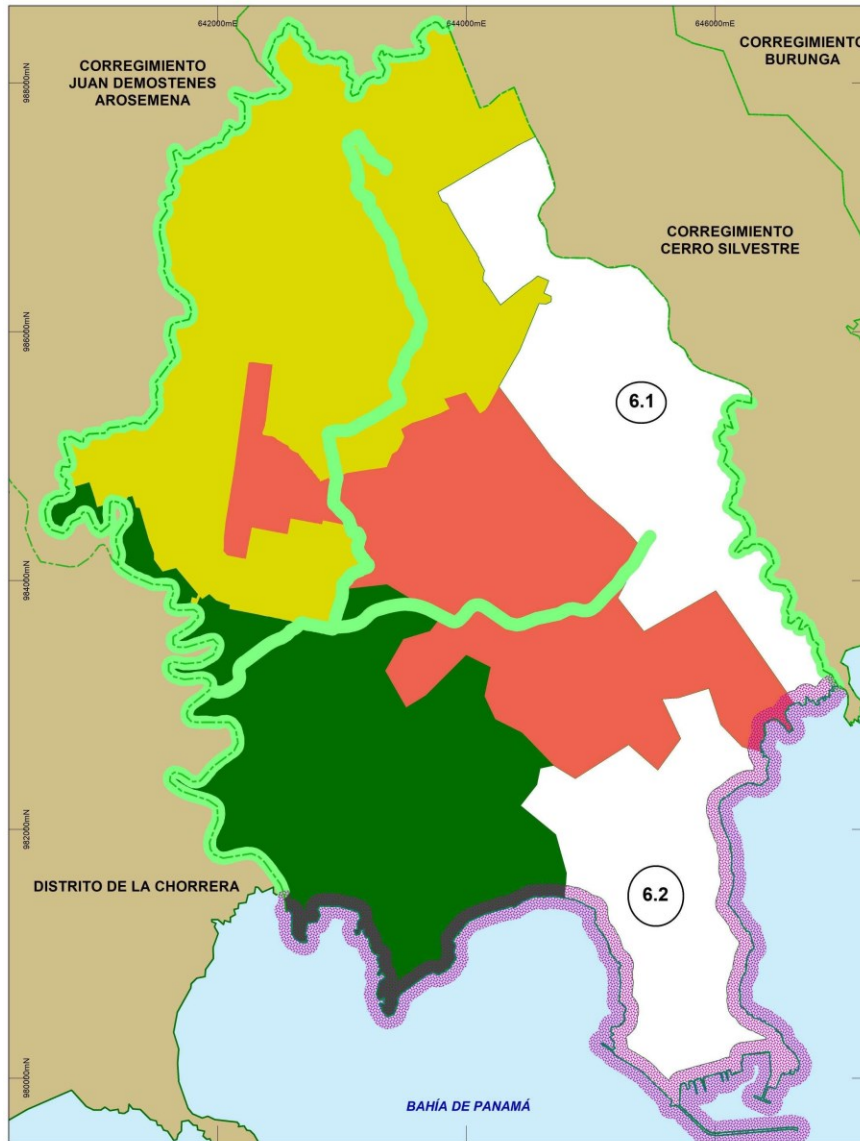 642000mE
644000mE
646000mE
CORREGIMIENTO
BURUNGA
CORREGIMIENTO
JUAN DEMOSTENES
AROSEMENA
988000mN
CORREGIMIENTO
CERRO SILVESTRE
986000mN
6.1
984000mN
982000mN
DISTRITO DE LA CHORRERA
6.2
980000mN
BAHÍA DE PANAMÁ